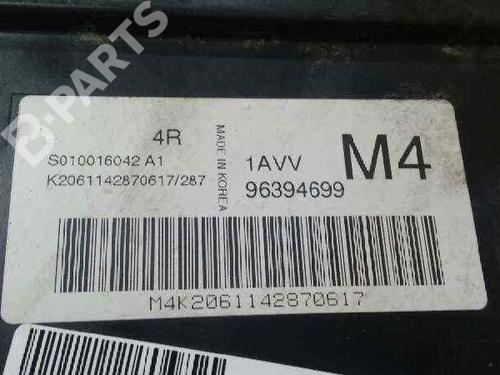 B-PARTS
4R
S010016042 A1
K2061142870617/287
MADE IN KOREA
1AVV
96394699
M4
M4K2061142870617